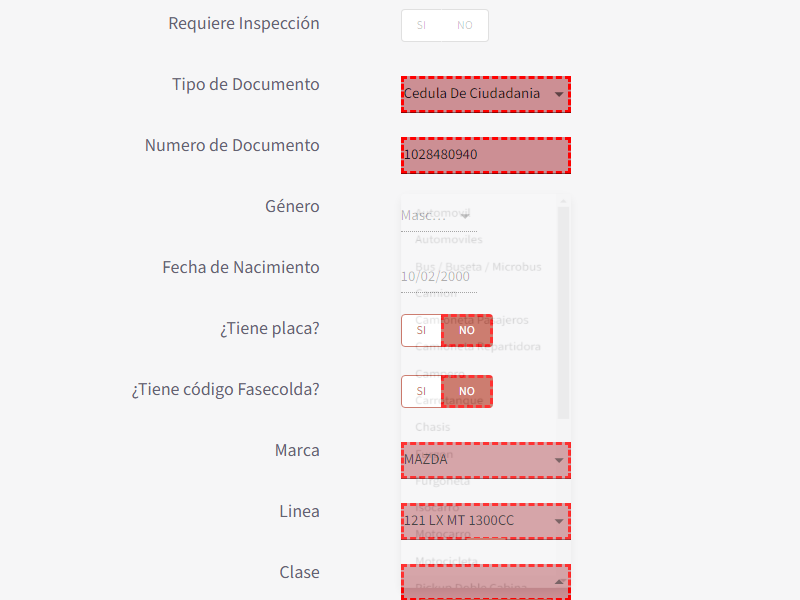 Requiere Inspección SI NO
Tipo de Documento Cedula De Ciudadania
Numero de Documento 1028480940
Género Masc...
Automovil
Automoviles
Fecha de Nacimiento 10/02/2000
Bus / Buseta / Microbus
Camion
¿Tiene placa? SI NO
Camioneta Pasajeros
Camioneta Repartidora
¿Tiene código Fasecolda? SI NO
Campero
Carrotanque
Chasis
Marca MAZDA
Furgon
Furgoneta
Linea 121 LX MT 1300CC
Isocarro
Motocarro
Motocicleta
Clase
Pickup Doble Cabina